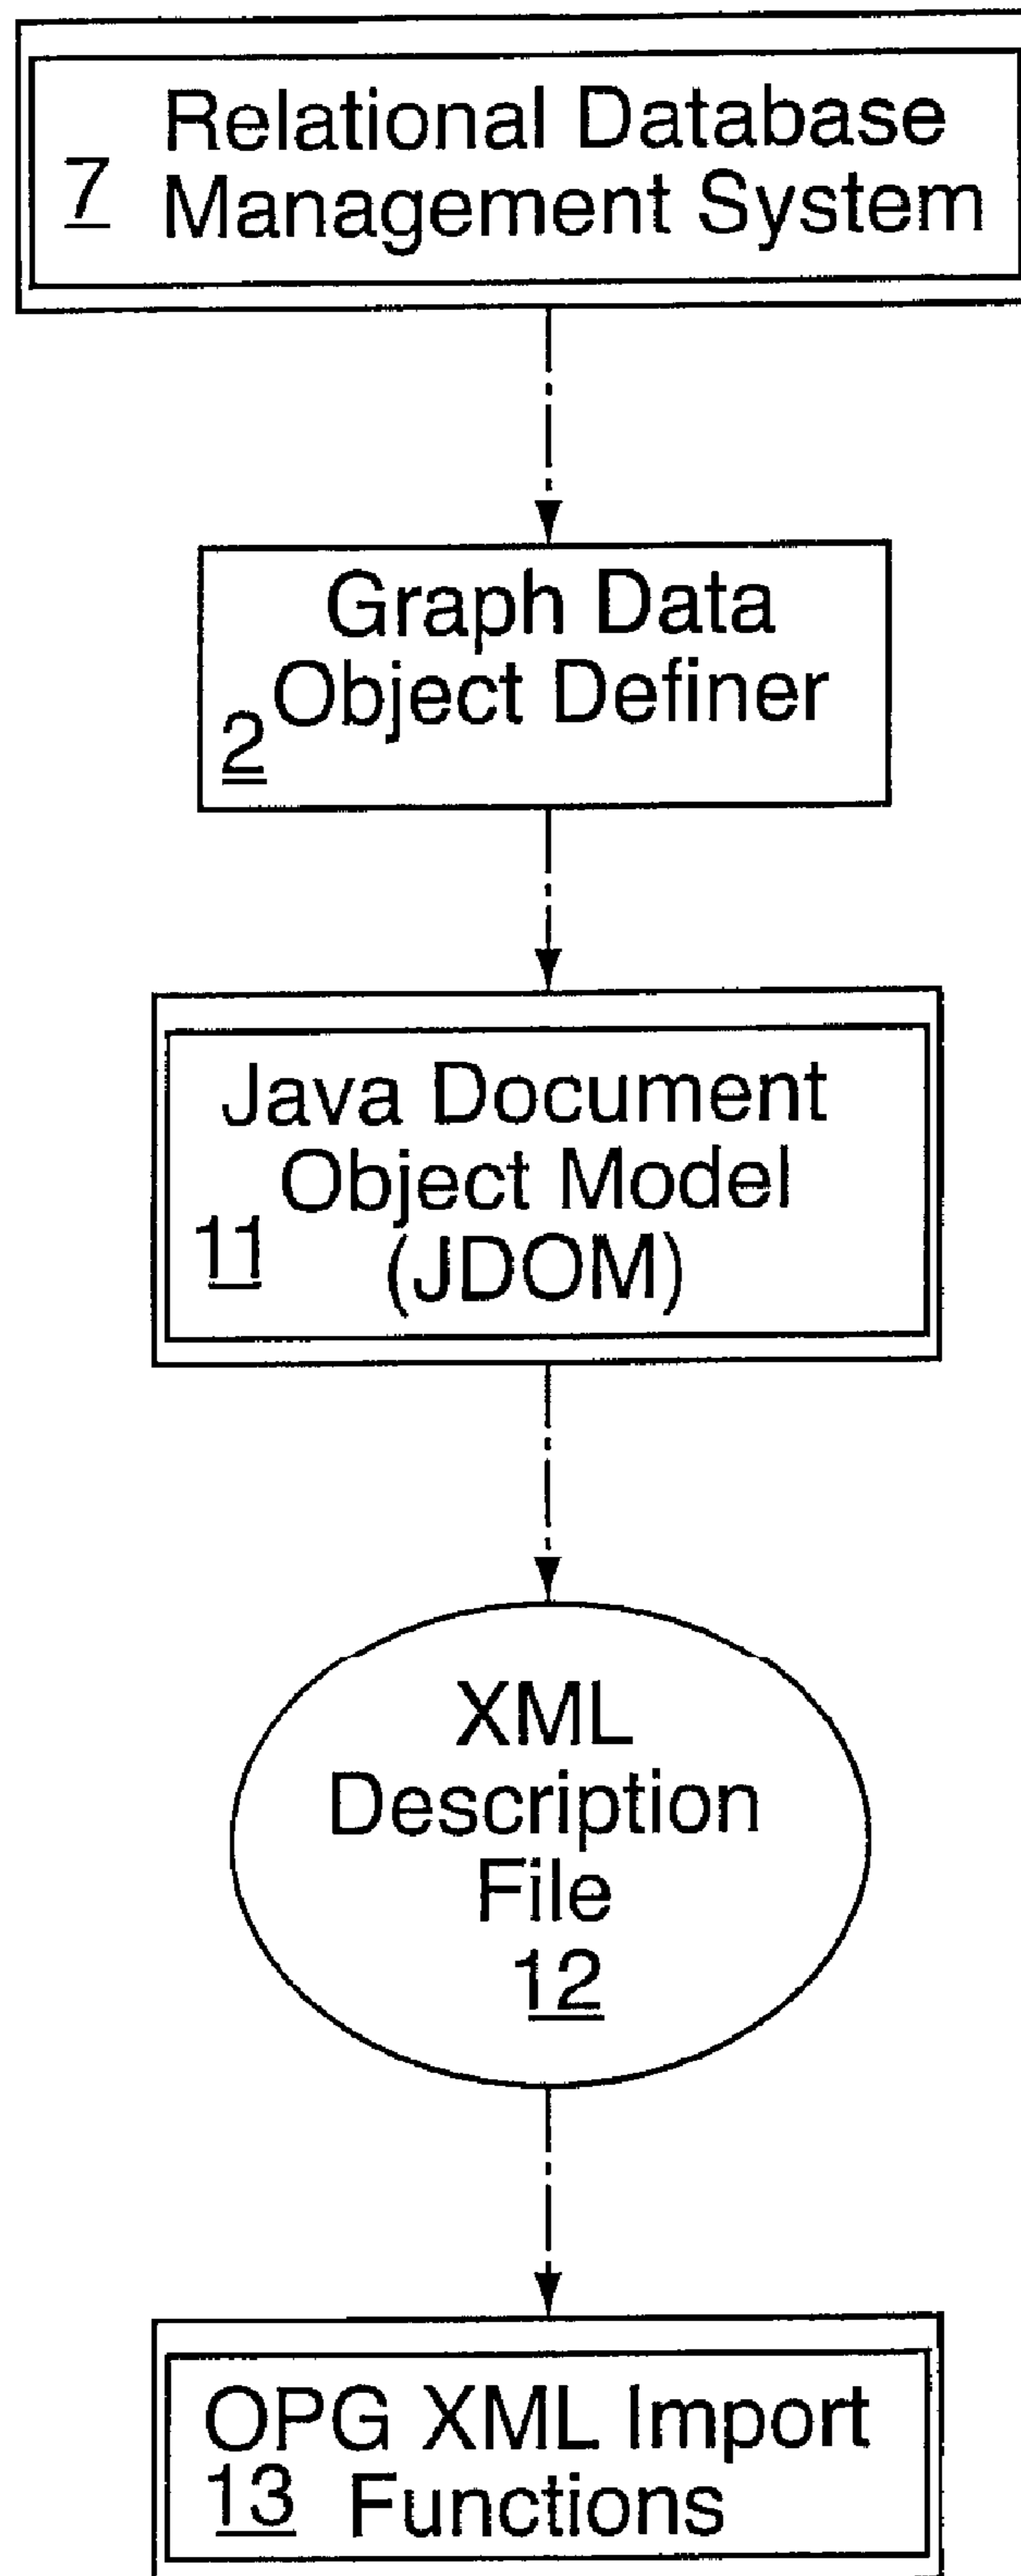 Relational Database
7 Management System
Graph Data
Object Definer
2
Java Document
Object Model
11 (JDOM)
XML
Description
File
12
OPG XML Import
13 Functions